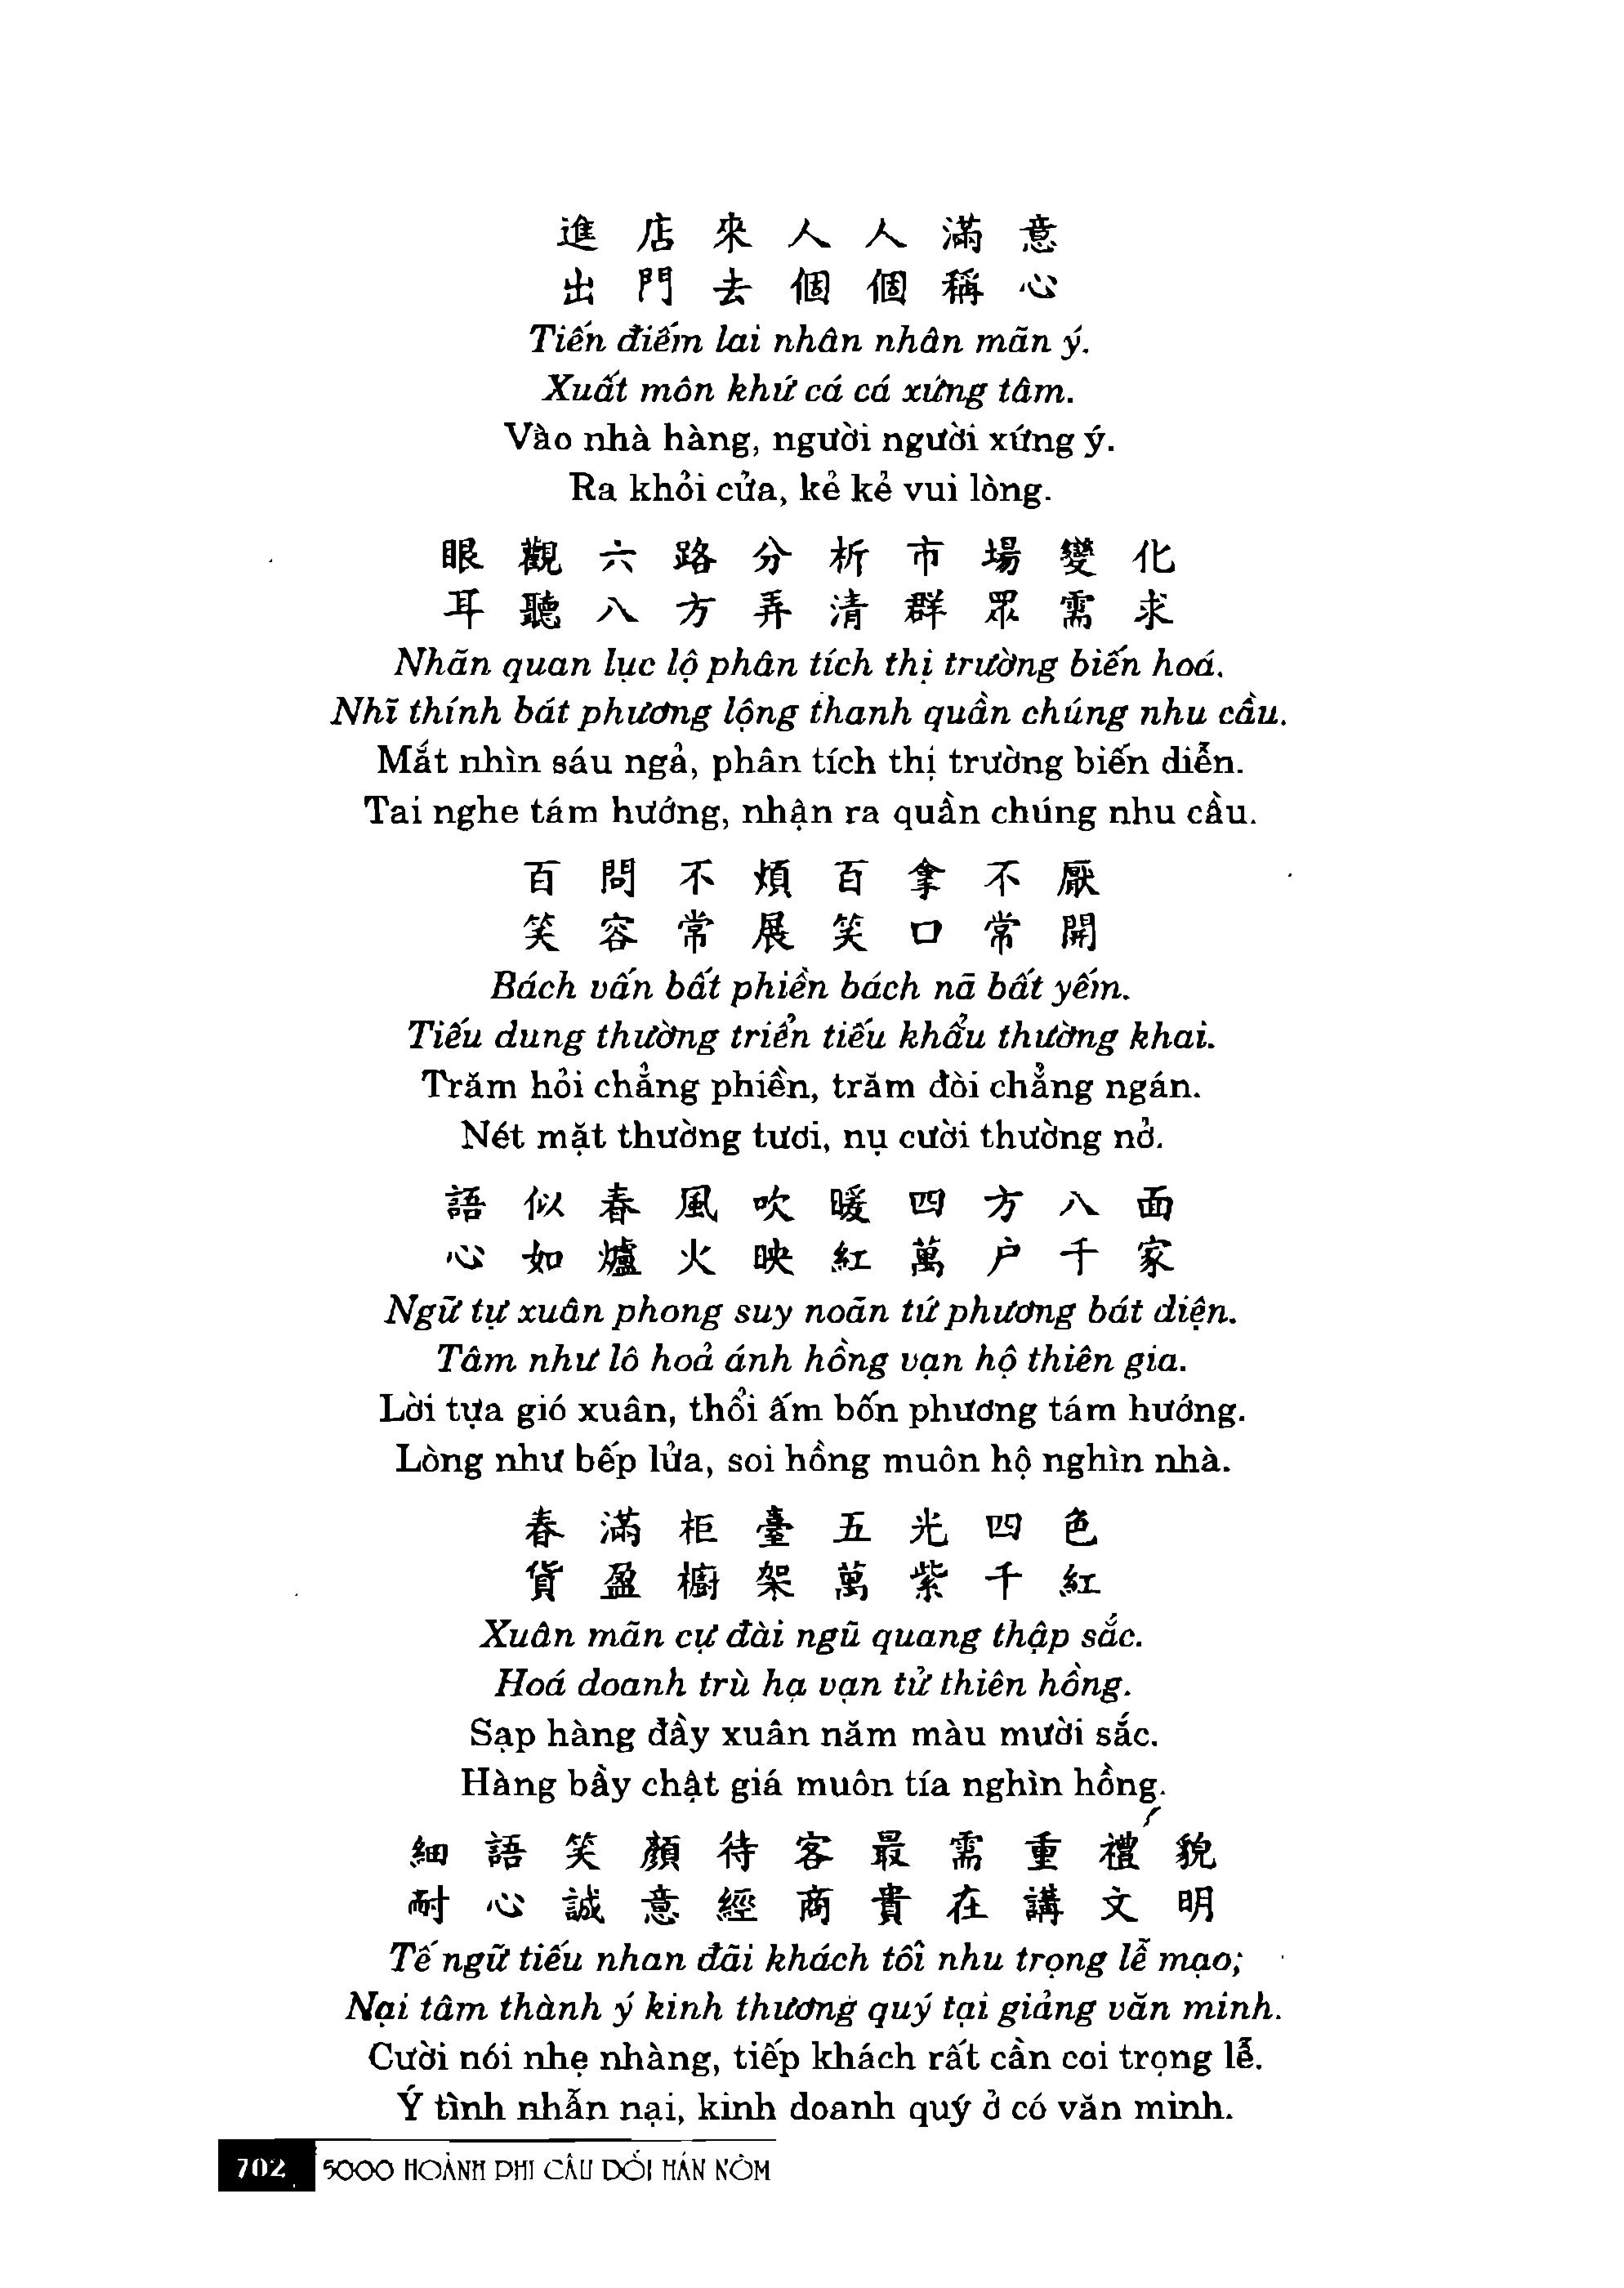 進店來人人滿意
出門去個個稱心
Tiến điếm lai nhân nhân mãn ý.
Xuất môn khứ cá cá xứng tâm.
Vào nhà hàng, người người xứng ý.
Ra khỏi cửa, kẻ kẻ vui lòng.
眼觀六路分析市場變化
耳聽八方弄清群眾需求
Nhãn quan lục lộ phân tích thị trường biến hoá.
Nhĩ thính bát phương lộng thanh quần chúng nhu cầu.
Mắt nhìn sáu ngả, phân tích thị trường biến diễn.
Tai nghe tám hướng, nhận ra quần chúng nhu cầu.
百問不煩百拿不厭
笑容常展笑口常開
Bách vấn bất phiền bách nã bất yếm.
Tiếu dung thường triển tiếu khẩu thường khai.
Trăm hỏi chẳng phiền, trăm đòi chẳng ngán.
Nét mặt thường tươi, nụ cười thường nở.
語似春風吹暖四方八面
心如爐火映紅萬户千家
Ngữ tự xuân phong suy noãn tứ phương bát diện.
Tâm như lô hoả ánh hồng vạn hộ thiên gia.
Lời tựa gió xuân, thổi ấm bốn phương tám hướng.
Lòng như bếp lửa, soi hồng muôn hộ nghìn nhà.
春滿柜臺五光四色
貨盈櫥架萬紫千紅
Xuân mãn cự đài ngũ quang thập sắc.
Hoá doanh trù hạ vạn tử thiên hồng.
Sạp hàng đầy xuân năm màu mười sắc.
Hàng bầy chật giá muôn tía nghìn hồng.
細語笑顏待客最需重禮貌
耐心誠意經商貴在講文明
Tế ngữ tiếu nhan đãi khách tối nhu trọng lễ mạo;
Nại tâm thành ý kinh thương quý tại giảng văn minh.
Cười nói nhẹ nhàng, tiếp khách rất cần coi trọng lễ.
Ý tình nhẫn nại, kinh doanh quý ở có văn minh.
702 5000 HOÀNH PHI CÂU ĐỐI HÁN NÔM